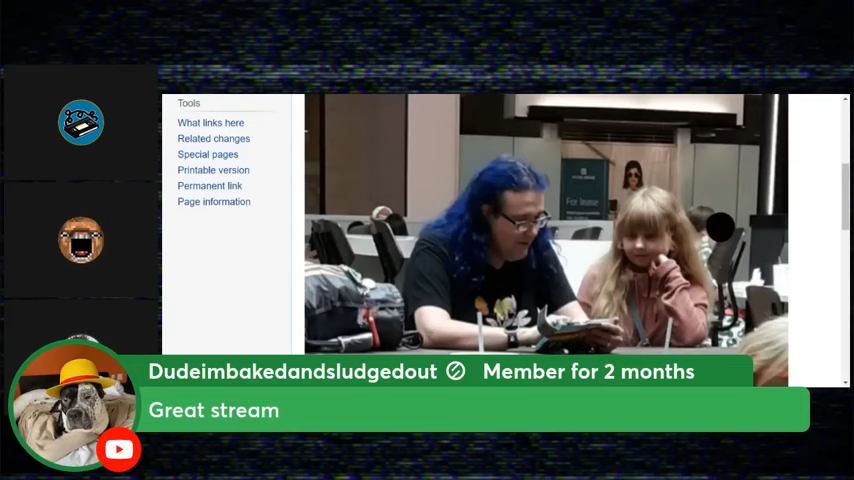 Tools
What links here
Related changes
Special pages
Printable version
Permanent link
Page information
For lease
Dudeimbakedandsludgedout Member for 2 months
Great stream